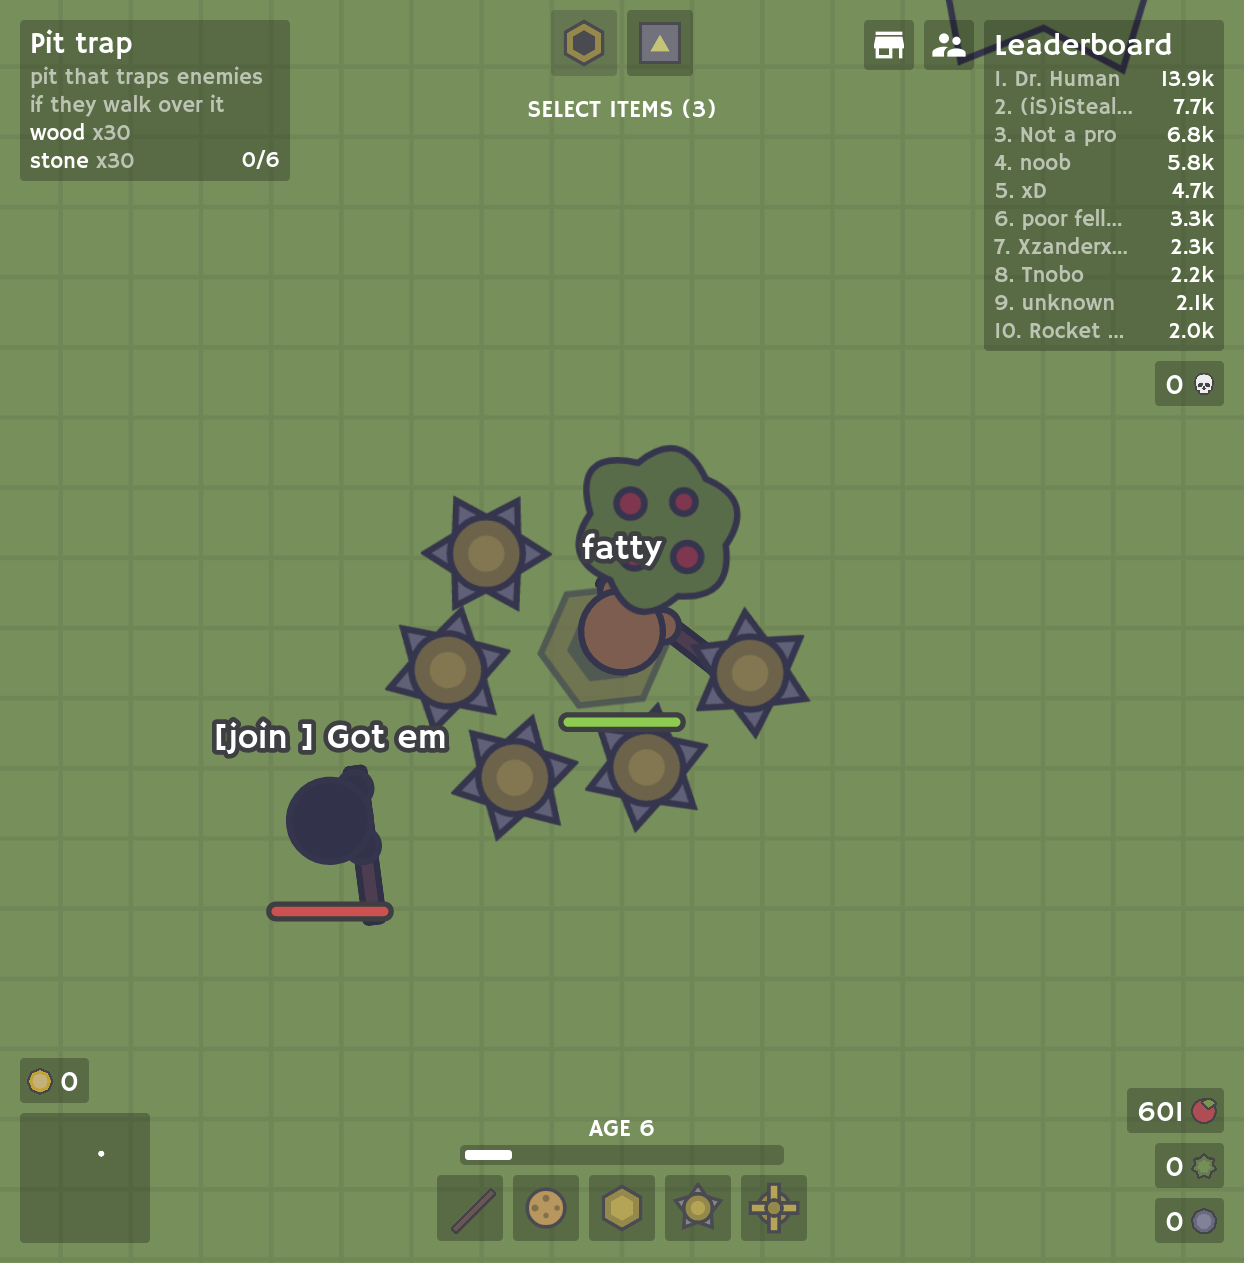 Pit trap
pit that traps enemies
if they walk over it
wood x30
stone x30 0/6
SELECT ITEMS (3)
Leaderboard
1. Dr. Human 13.9k
2. (iS)iSteal... 7.7k
3. Not a pro 6.8k
4. noob 5.8k
5. xD 4.7k
6. poor fell... 3.3k
7. Xzanderx... 2.3k
8. Tnobo 2.2k
9. unknown 2.1k
10. Rocket ... 2.0k
0
fatty
[join ] Got em
0
601
AGE 6
0
0